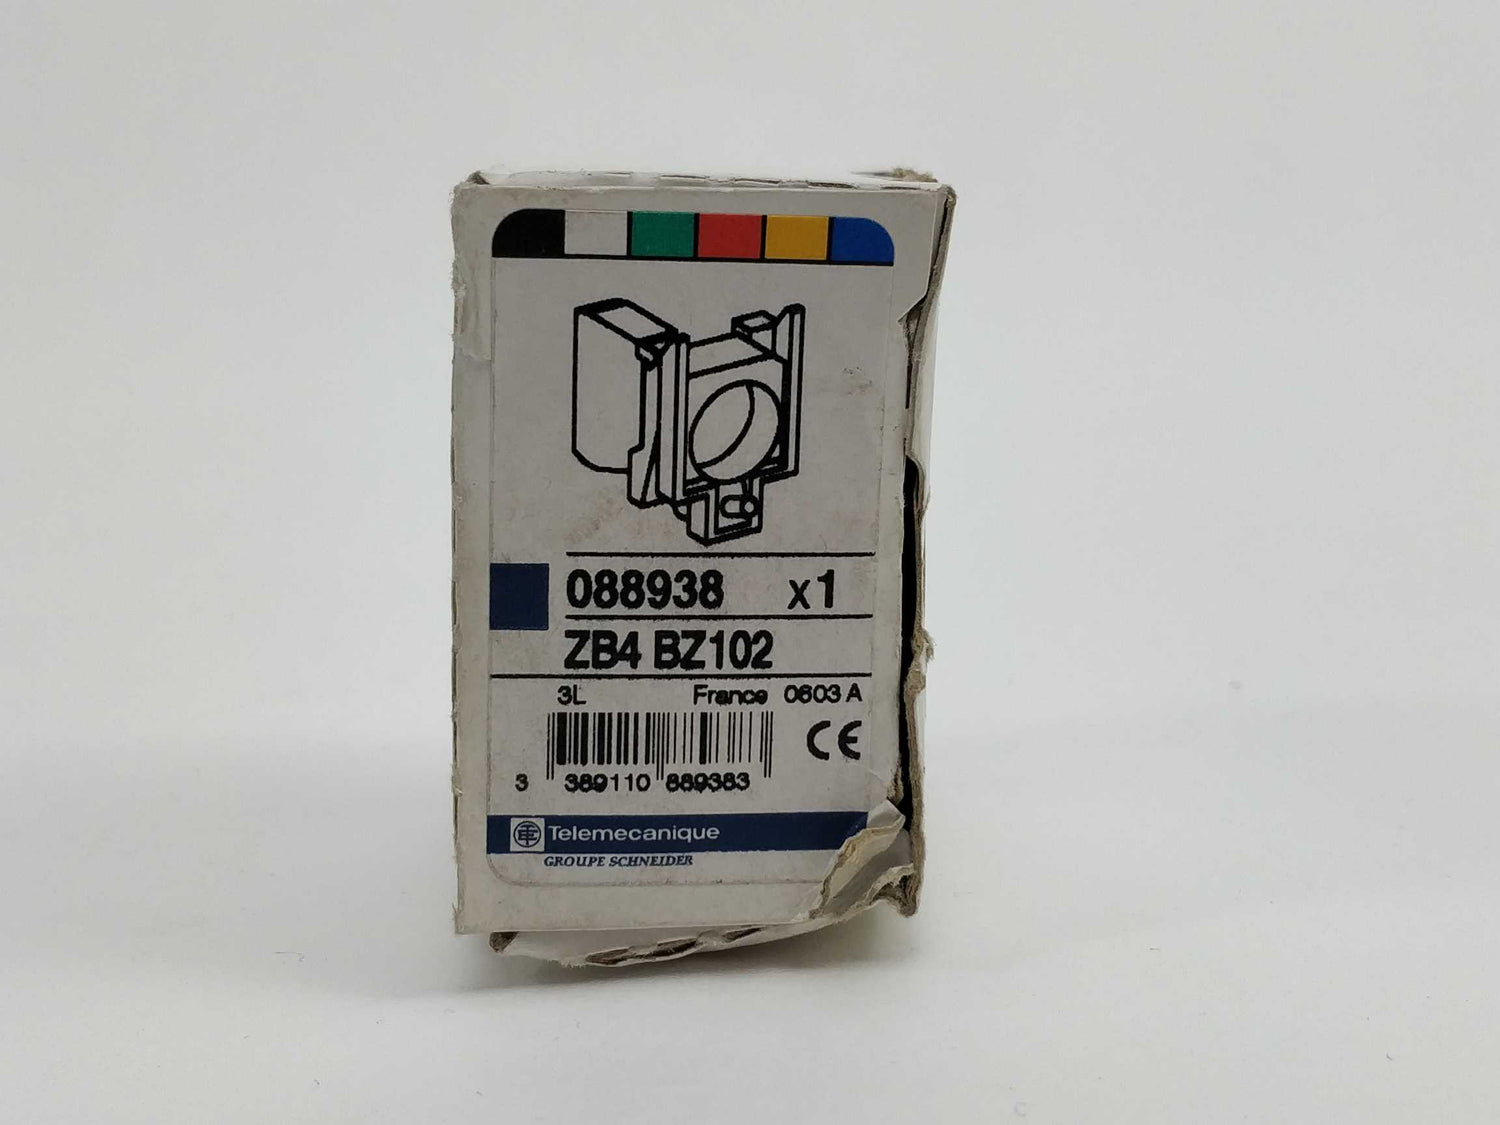 088938 x1
ZB4 BZ102
3L France 0603 A
CE
3 389110 889383
Telemecanique
GROUPE SCHNEIDER